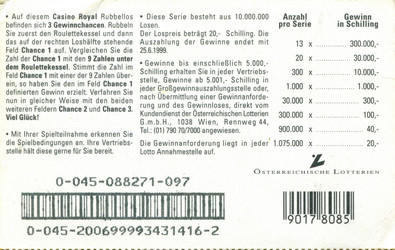 • Auf diesem Casino Royal Rubbellos
befinden sich 3 Gewinnchancen. Rubbeln
Sie zuerst den Roulettekessel und dann
das auf der rechten Loshälfte stehende
Feld Chance 1 auf. Vergleichen Sie die
Zahl der Chance 1 mit den 9 Zahlen unter
dem Roulettekessel. Stimmt die Zahl im
Feld Chance 1 mit einer der 9 Zahlen über-
ein, so haben Sie den im Feld Chance 1
definierten Gewinn erzielt. Verfahren Sie
nun in gleicher Weise mit den beiden
weiteren Feldern Chance 2 und Chance 3.
Viel Glück!
• Mit Ihrer Spielteilnahme erkennen Sie
die Spielbedingungen an. Ihre Vertriebs-
stelle hält diese gerne für Sie bereit.
• Diese Serie besteht aus 10.000.000
Losen.
Der Lospreis beträgt 20,- Schilling. Die
Auszahlung der Gewinne endet mit
25.6.1999.
• Gewinne bis einschließlich 5.000,-
Schilling erhalten Sie in jeder Vertriebs-
stelle, Gewinne ab 5.001,- Schilling in
jeder Großgewinnauszahlungsstelle oder,
nach Übermittlung einer Gewinnanforde-
rung und des Gewinnloses, direkt vom
Kundendienst der Österreichischen Lotterien
G.m.b.H., 1038 Wien, Rennweg 44,
Tel.: (01) 790 70/7000 angewiesen.
Die Gewinnanforderung liegt in jeder
Lotto Annahmestelle auf.
Anzahl Gewinn
pro Serie in Schilling
13 x 300.000,-
20 x 30.000,-
300 x 10.000,-
1.000 x 1.000,-
30.000 x 300,-
300.000 x 100,-
900.000 x 40,-
1.075.000 x 20,-
ÖSTERREICHISCHE LOTTERIEN
0-045-088271-097
0-045-2006999934 31416-2
9017 8085